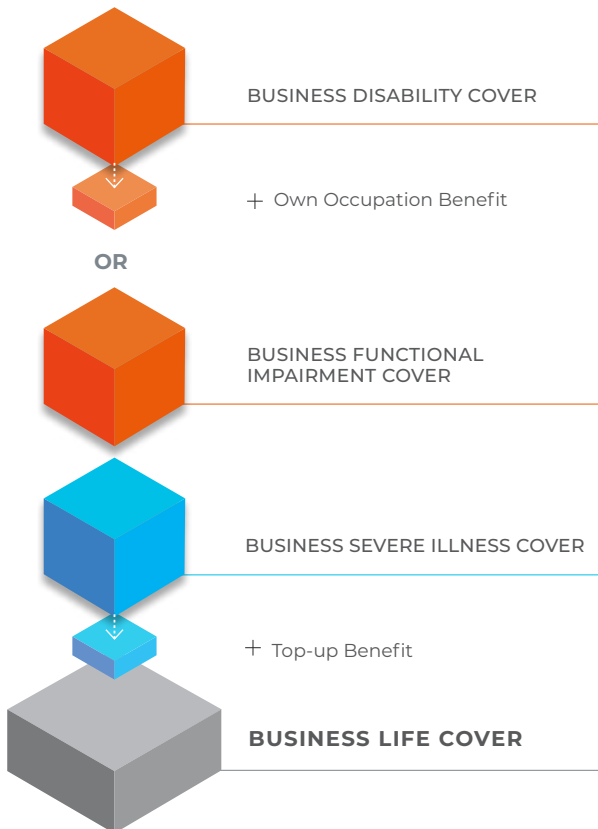 BUSINESS DISABILITY COVER
+ Own Occupation Benefit
OR
BUSINESS FUNCTIONAL
IMPAIRMENT COVER
BUSINESS SEVERE ILLNESS COVER
+ Top-up Benefit
BUSINESS LIFE COVER